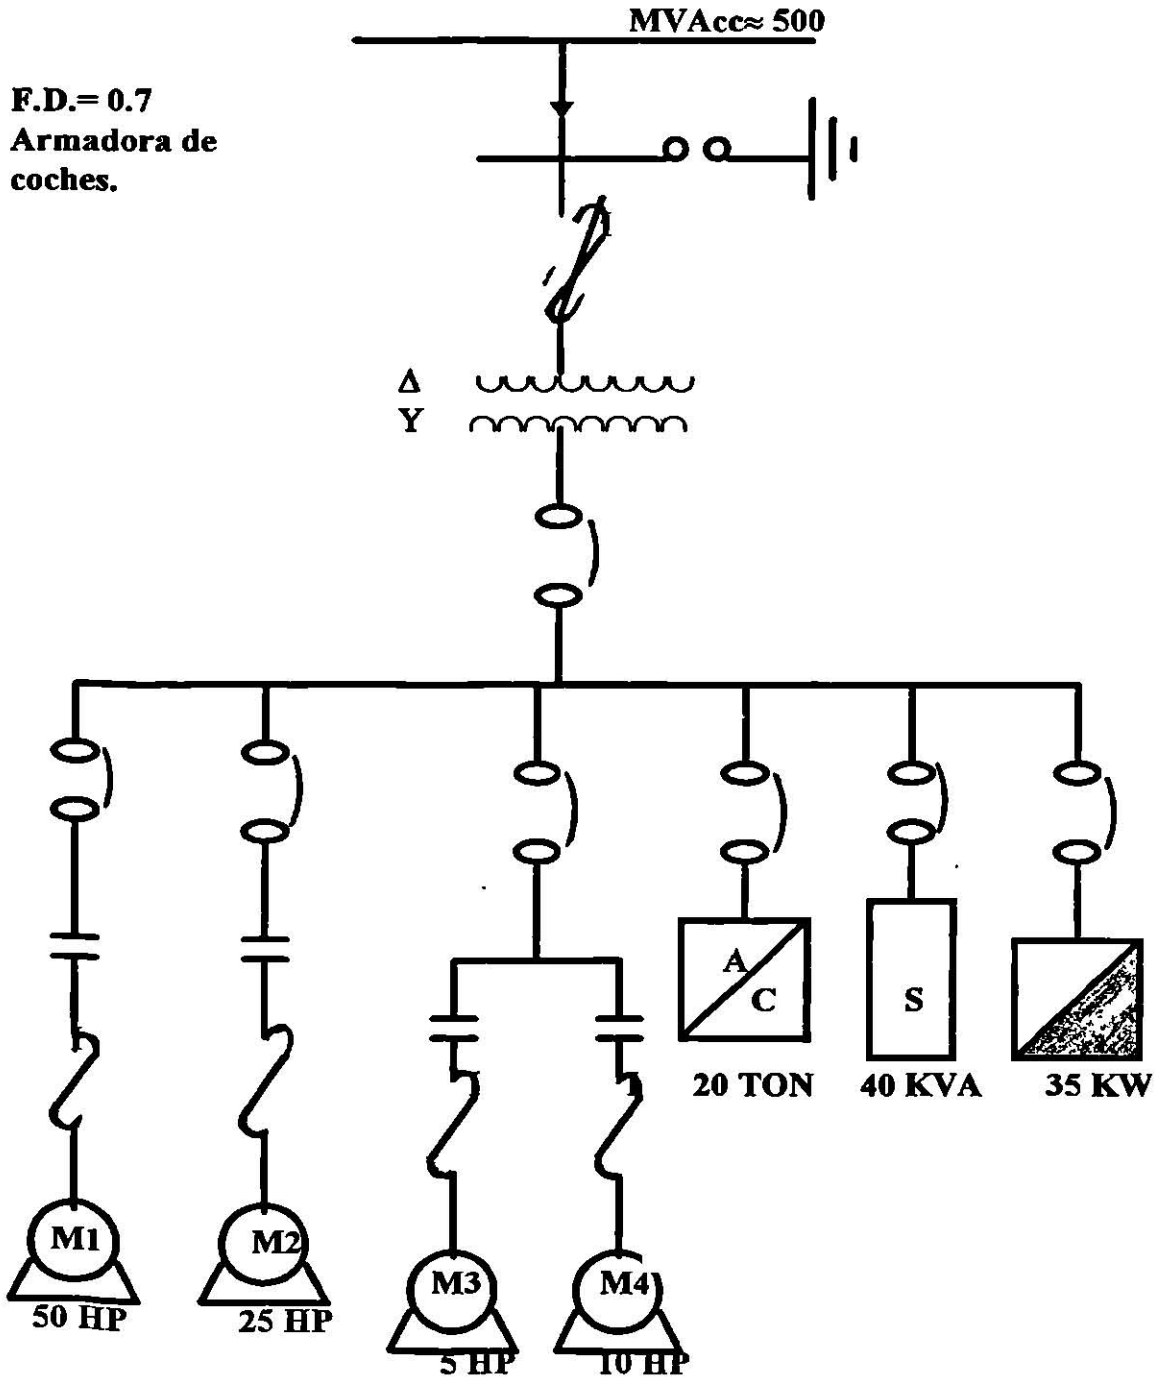 MVAcc≈ 500
F.D.= 0.7
Armadora de
coches.
Δ
Y
A
C
S
20 TON
40 KVA
35 KW
M1
M2
M3
M4
50 HP
25 HP
5 HP
10 HP